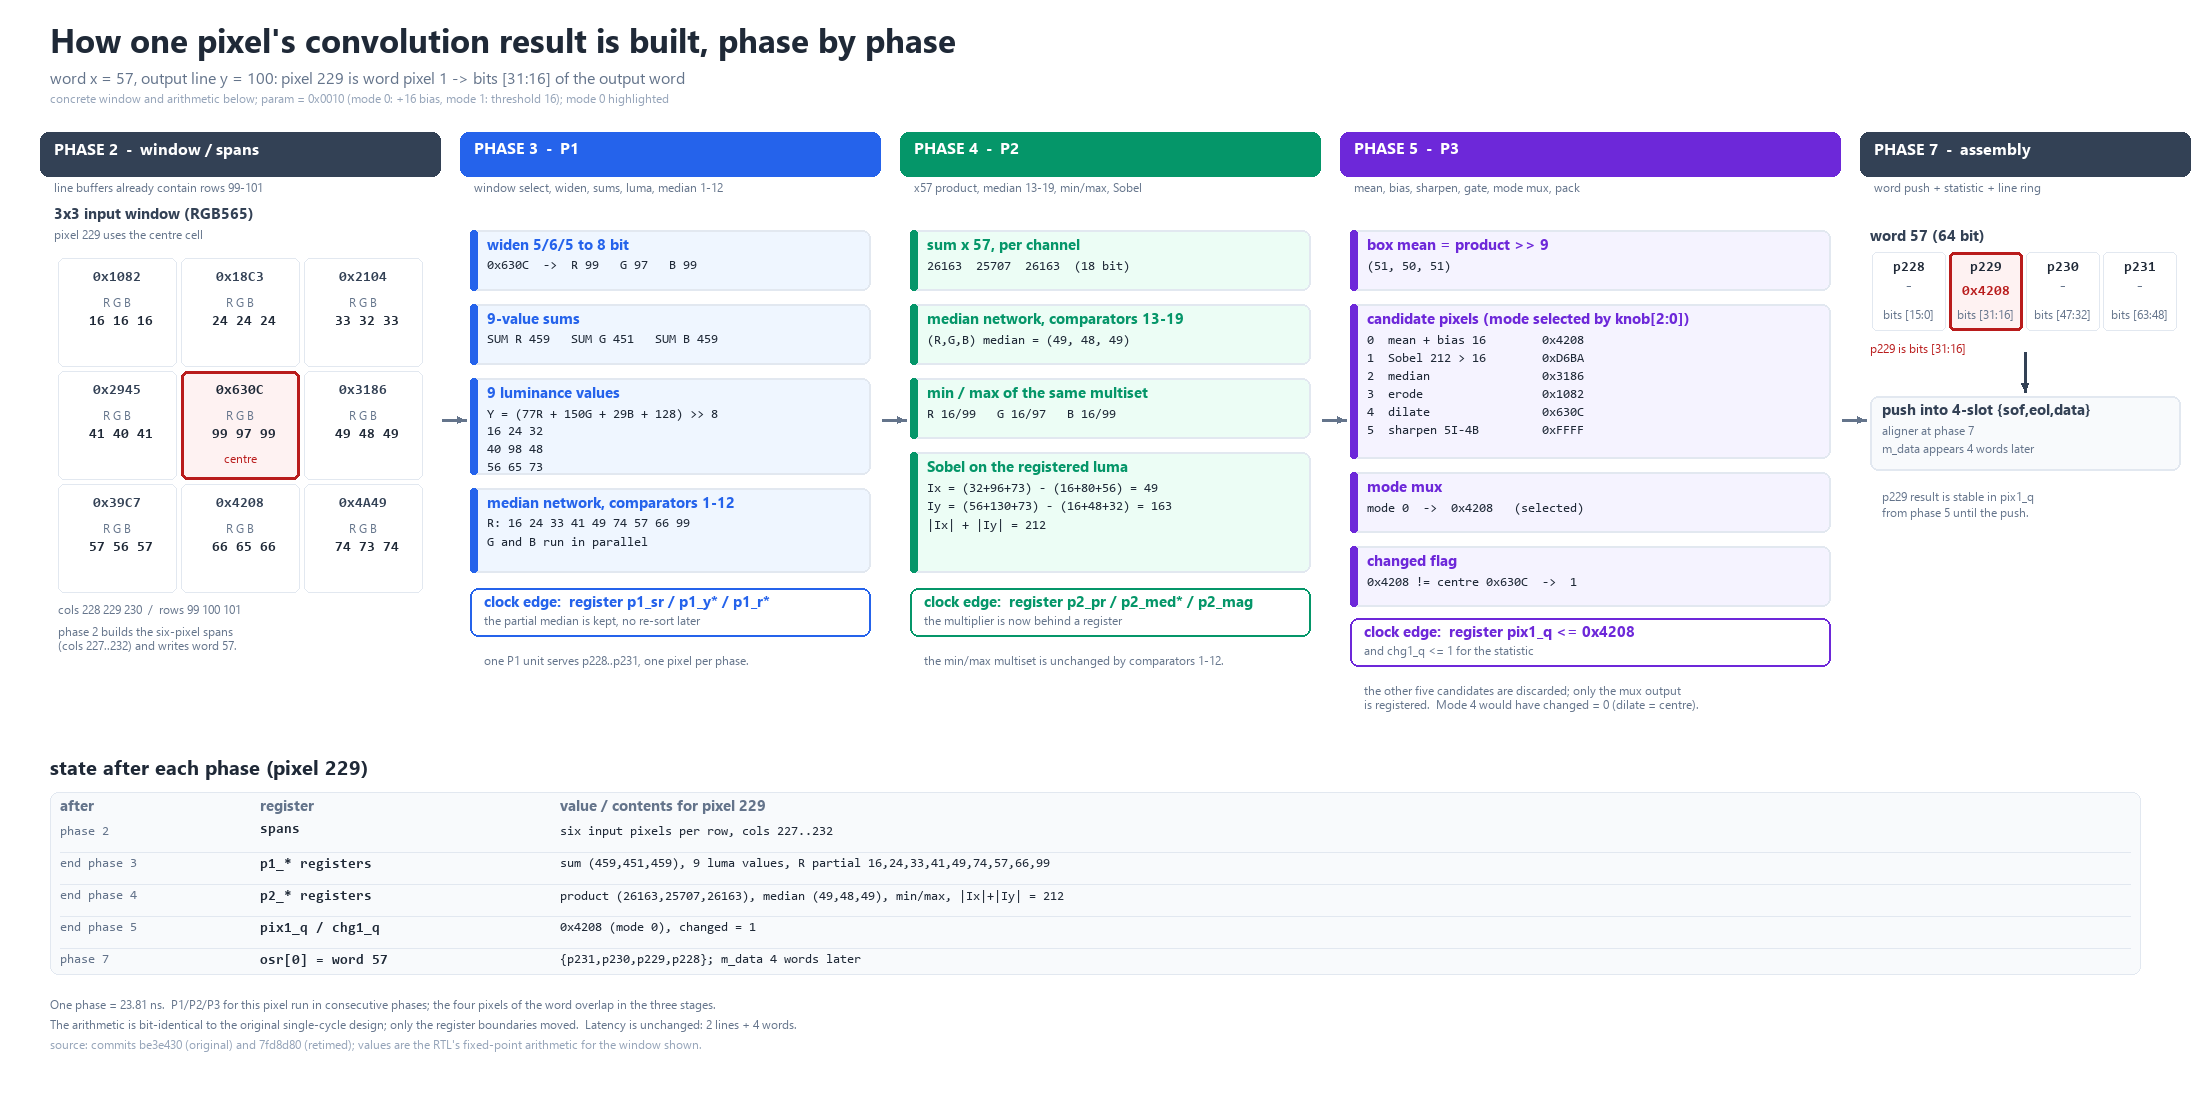 How one pixel's convolution result is built, phase by phase
word x = 57, output line y = 100: pixel 229 is word pixel 1 -> bits [31:16] of the output word
concrete window and arithmetic below; param = 0x0010 (mode 0: +16 bias, mode 1: threshold 16); mode 0 highlighted
PHASE 2 - window / spans
line buffers already contain rows 99-101
3x3 input window (RGB565)
pixel 229 uses the centre cell
0x1082 0x18C3 0x2104
R G B R G B R G B
16 16 16 24 24 24 33 32 33
0x2945 0x630C 0x3186
R G B R G B R G B
41 40 41 99 97 99 49 48 49
centre
0x39C7 0x4208 0x4A49
R G B R G B R G B
57 56 57 66 65 66 74 73 74
cols 228 229 230 / rows 99 100 101
phase 2 builds the six-pixel spans
(cols 227..232) and writes word 57.
PHASE 3 - P1
window select, widen, sums, luma, median 1-12
widen 5/6/5 to 8 bit
0x630C -> R 99 G 97 B 99
9-value sums
SUM R 459 SUM G 451 SUM B 459
9 luminance values
Y = (77R + 150G + 29B + 128) >> 8
16 24 32
40 98 48
56 65 73
median network, comparators 1-12
R: 16 24 33 41 49 74 57 66 99
G and B run in parallel
clock edge: register p1_sr / p1_y* / p1_r*
the partial median is kept, no re-sort later
one P1 unit serves p228..p231, one pixel per phase.
PHASE 4 - P2
x57 product, median 13-19, min/max, Sobel
sum x 57, per channel
26163 25707 26163 (18 bit)
median network, comparators 13-19
(R,G,B) median = (49, 48, 49)
min / max of the same multiset
R 16/99 G 16/97 B 16/99
Sobel on the registered luma
Ix = (32+96+73) - (16+80+56) = 49
Iy = (56+130+73) - (16+48+32) = 163
|Ix| + |Iy| = 212
clock edge: register p2_pr / p2_med* / p2_mag
the multiplier is now behind a register
the min/max multiset is unchanged by comparators 1-12.
PHASE 5 - P3
mean, bias, sharpen, gate, mode mux, pack
box mean = product >> 9
(51, 50, 51)
candidate pixels (mode selected by knob[2:0])
0 mean + bias 16 0x4208
1 Sobel 212 > 16 0xD6BA
2 median 0x3186
3 erode 0x1082
4 dilate 0x630C
5 sharpen 5I-4B 0xFFFF
mode mux
mode 0 -> 0x4208 (selected)
changed flag
0x4208 != centre 0x630C -> 1
clock edge: register pix1_q <= 0x4208
and chg1_q <= 1 for the statistic
the other five candidates are discarded; only the mux output
is registered. Mode 4 would have changed = 0 (dilate = centre).
PHASE 7 - assembly
word push + statistic + line ring
word 57 (64 bit)
p228 p229 p230 p231
- 0x4208 - -
bits [15:0] bits [31:16] bits [47:32] bits [63:48]
p229 is bits [31:16]
push into 4-slot {sof,eol,data}
aligner at phase 7
m_data appears 4 words later
p229 result is stable in pix1_q
from phase 5 until the push.
state after each phase (pixel 229)
after register value / contents for pixel 229
phase 2 spans six input pixels per row, cols 227..232
end phase 3 p1_* registers sum (459,451,459), 9 luma values, R partial 16,24,33,41,49,74,57,66,99
end phase 4 p2_* registers product (26163,25707,26163), median (49,48,49), min/max, |Ix|+|Iy| = 212
end phase 5 pix1_q / chg1_q 0x4208 (mode 0), changed = 1
phase 7 osr[0] = word 57 {p231,p230,p229,p228}; m_data 4 words later
One phase = 23.81 ns. P1/P2/P3 for this pixel run in consecutive phases; the four pixels of the word overlap in the three stages.
The arithmetic is bit-identical to the original single-cycle design; only the register boundaries moved. Latency is unchanged: 2 lines + 4 words.
source: commits be3e430 (original) and 7fd8d80 (retimed); values are the RTL's fixed-point arithmetic for the window shown.